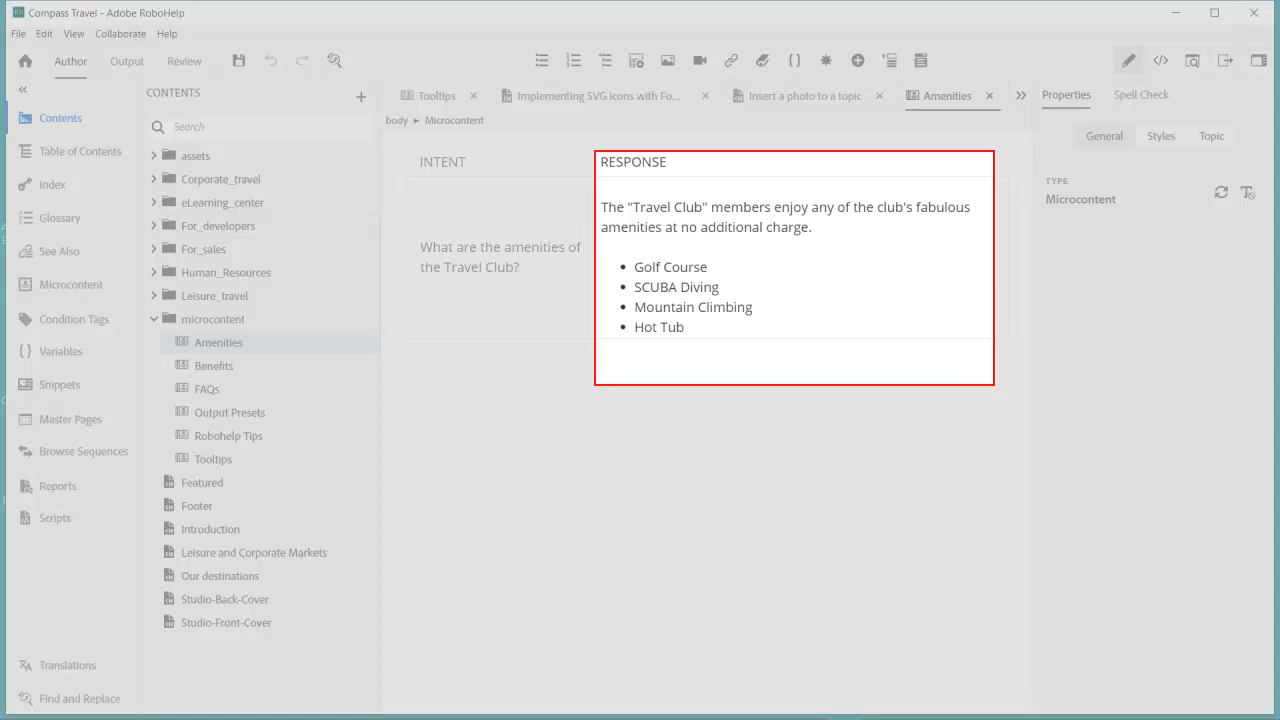 Compass Travel - Adobe RoboHelp
File Edit View Collaborate Help
Author Output Review
CONTENTS
Tooltips
Implementing SVG icons with Fo...
Insert a photo to a topic
Amenities
Properties
Spell Check
Contents
Table of Contents
Index
Glossary
See Also
Microcontent
Condition Tags
Variables
Snippets
Master Pages
Browse Sequences
Reports
Scripts
Translations
Find and Replace
Search
assets
Corporate_travel
eLearning_center
For_developers
For_sales
Human_Resources
Leisure_travel
microcontent
Amenities
Benefits
FAQs
Output Presets
Robohelp Tips
Tooltips
Featured
Footer
Introduction
Leisure and Corporate Markets
Our destinations
Studio-Back-Cover
Studio-Front-Cover
body ▸ Microcontent
INTENT
RESPONSE
What are the amenities of
the Travel Club?
The "Travel Club" members enjoy any of the club's fabulous
amenities at no additional charge.
• Golf Course
• SCUBA Diving
• Mountain Climbing
• Hot Tub
General Styles Topic
TYPE
Microcontent